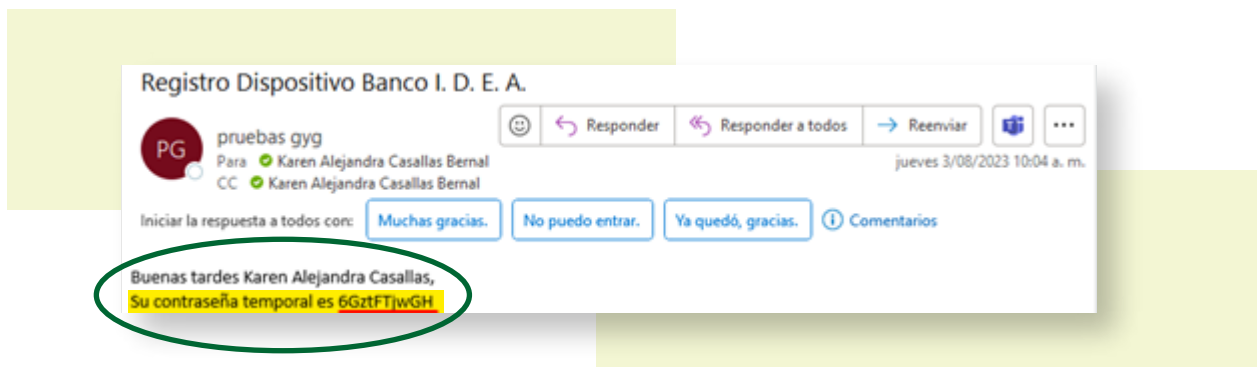 Registro Dispositivo Banco I. D. E. A.
PG
pruebas gyg
Para Karen Alejandra Casallas Bernal
CC Karen Alejandra Casallas Bernal
Responder
Responder a todos
Reenviar
jueves 3/08/2023 10:04 a. m.
Iniciar la respuesta a todos con: Muchas gracias. No puedo entrar. Ya quedó, gracias. Comentarios
Buenas tardes Karen Alejandra Casallas,
Su contraseña temporal es 6GztFTjwGH